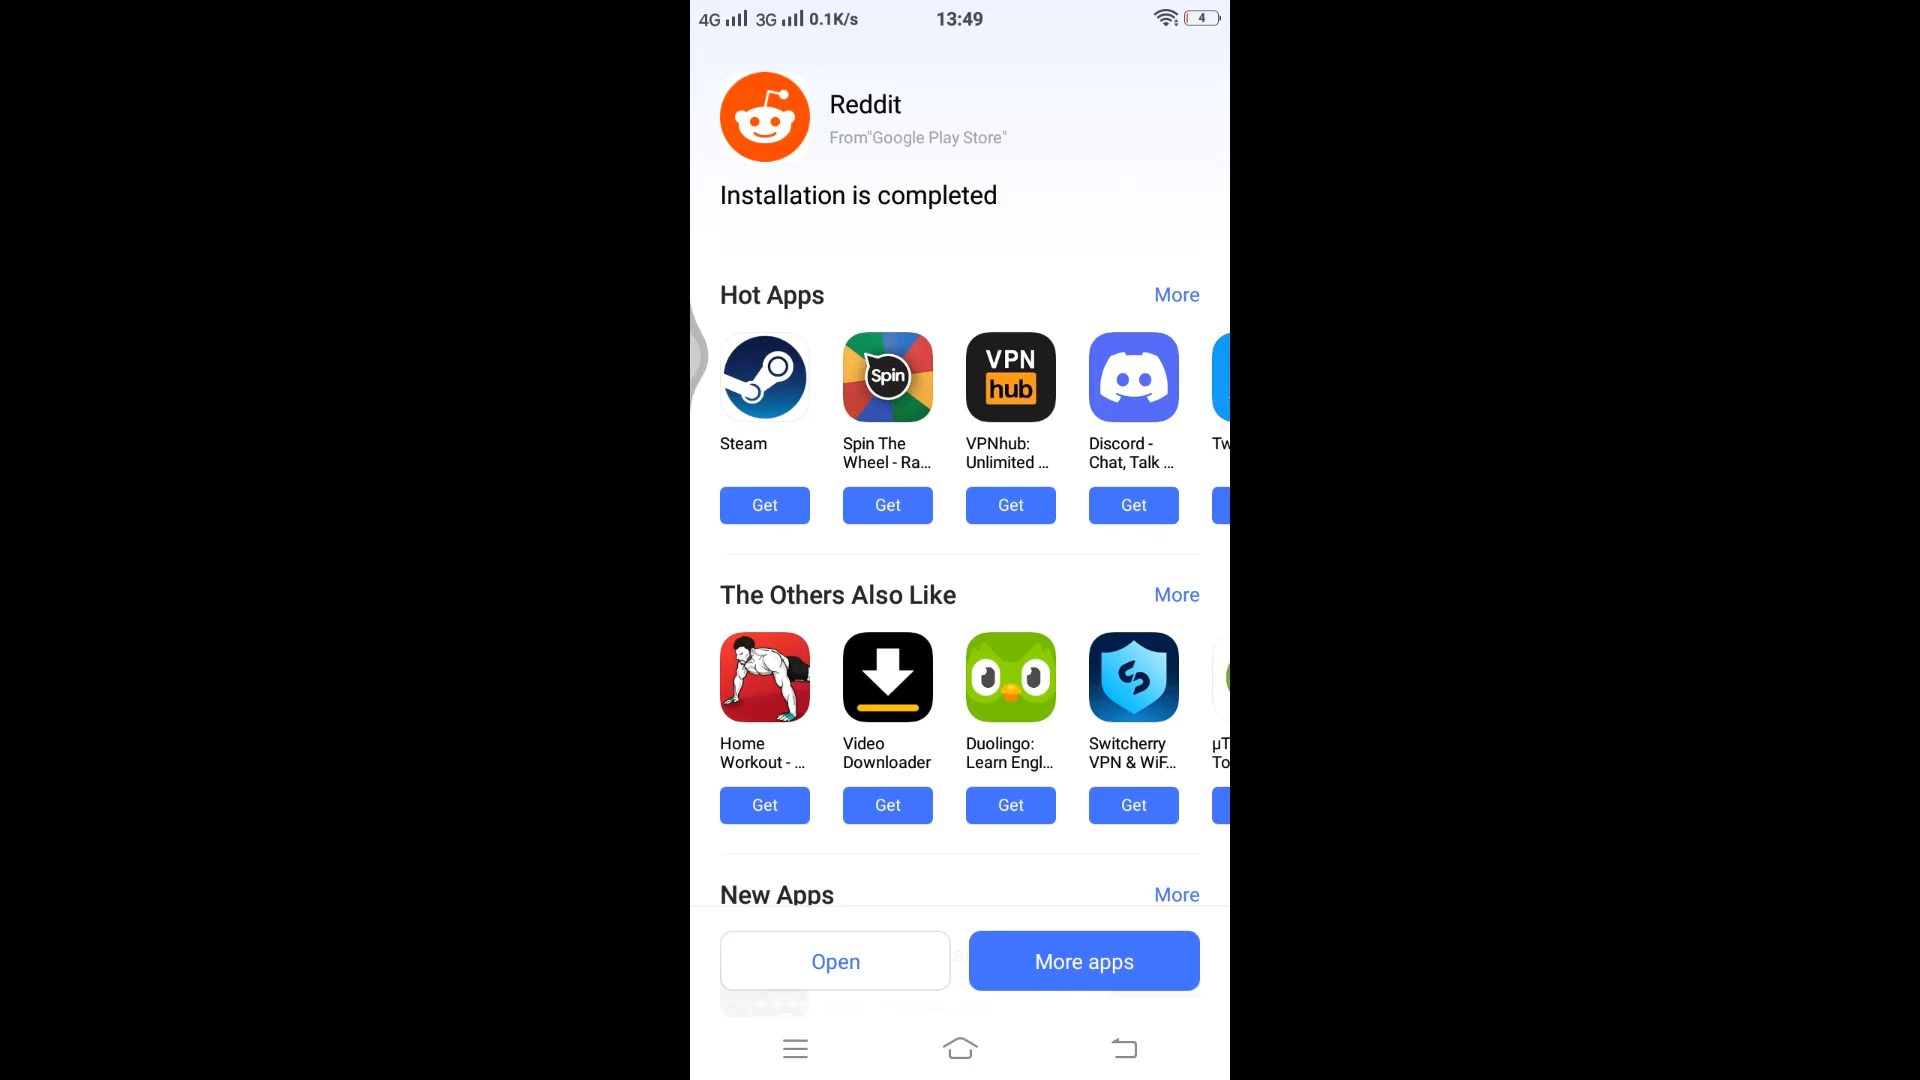 4G 3G 0.1K/s 13:49 4
Reddit
From"Google Play Store"
Installation is completed
Hot Apps More
Spin
VPN
hub
Steam Spin The VPNhub: Discord - Tw
Wheel - Ra... Unlimited ... Chat, Talk ...
Get Get Get Get
The Others Also Like More
Home Video Duolingo: Switcherry µT
Workout - ... Downloader Learn Engl... VPN & WiF... To
Get Get Get Get
New Apps More
Open More apps